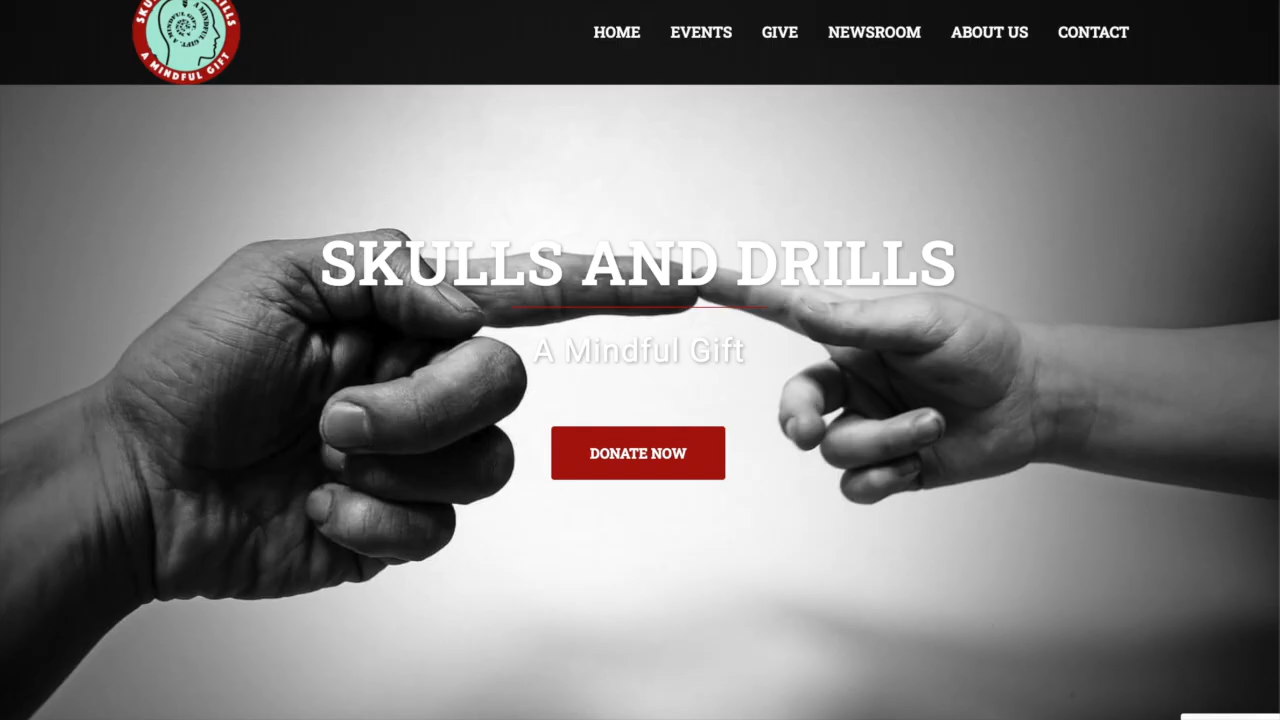 A MINDFUL GIFT
HOME EVENTS GIVE NEWSROOM ABOUT US CONTACT
SKULLS AND DRILLS
A Mindful Gift
DONATE NOW